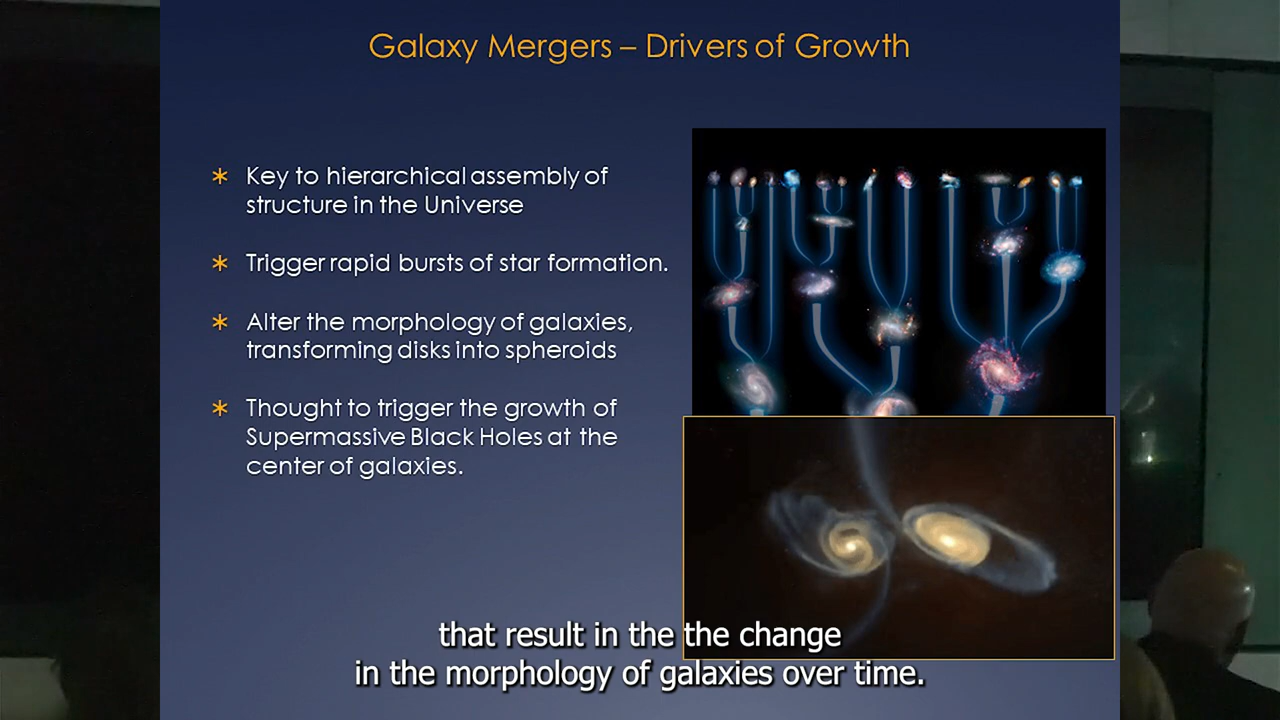 Galaxy Mergers – Drivers of Growth
* Key to hierarchical assembly of
structure in the Universe
* Trigger rapid bursts of star formation.
* Alter the morphology of galaxies,
transforming disks into spheroids
* Thought to trigger the growth of
Supermassive Black Holes at the
center of galaxies.
that result in the the change
in the morphology of galaxies over time.